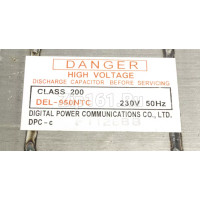 DANGER
HIGH VOLTAGE
DISCHARGE CAPACITOR BEFORE SERVICING
CLASS 200
DEL-550NTC 230V 50Hz
DIGITAL POWER COMMUNICATIONS CO., LTD.
DPC-c